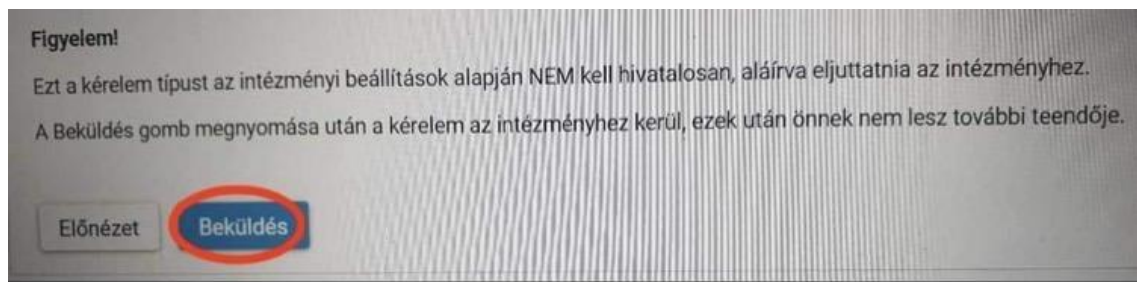 Figyelem!
Ezt a kérelem típust az intézményi beállítások alapján NEM kell hivatalosan, aláírva eljuttatnia az intézményhez.
A Beküldés gomb megnyomása után a kérelem az intézményhez kerül, ezek után önnek nem lesz további teendője.
Előnézet Beküldés